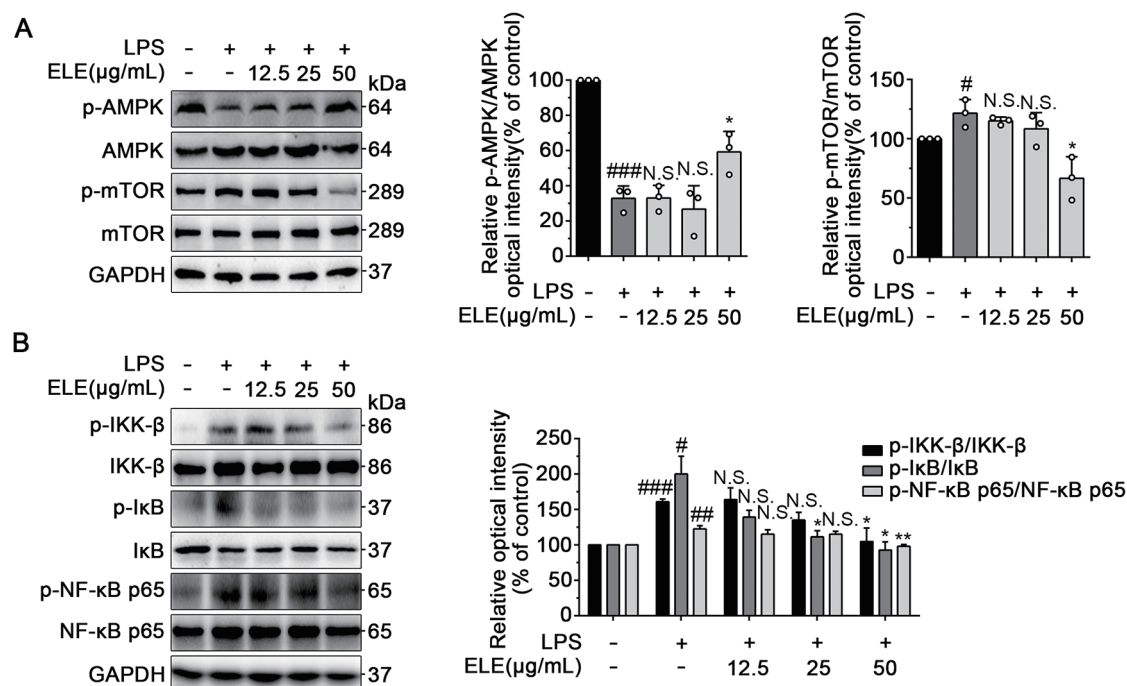 A
LPS - + + + +
ELE(μg/mL) - - 12.5 25 50
kDa
p-AMPK 64
AMPK 64
p-mTOR 289
mTOR 289
GAPDH 37
Relative p-AMPK/AMPK
optical intensity(% of control)
100
80
60
40
20
0
### N.S. N.S. *
LPS - + + + +
ELE(μg/mL) - - 12.5 25 50
Relative p-mTOR/mTOR
optical intensity(% of control)
150
100
50
0
# N.S. N.S. *
LPS - + + + +
ELE(μg/mL) - - 12.5 25 50
B
LPS - + + + +
ELE(μg/mL) - - 12.5 25 50
kDa
p-IKK-β 86
IKK-β 86
p-IκB 37
IκB 37
p-NF-κB p65 65
NF-κB p65 65
GAPDH 37
Relative optical intensity
(% of control)
250
200
150
100
50
0
### # ## N.S. N.S. N.S. N.S. * N.S. * * **
p-IKK-β/IKK-β
p-IκB/IκB
p-NF-κB p65/NF-κB p65
LPS - + + + +
ELE(μg/mL) - - 12.5 25 50